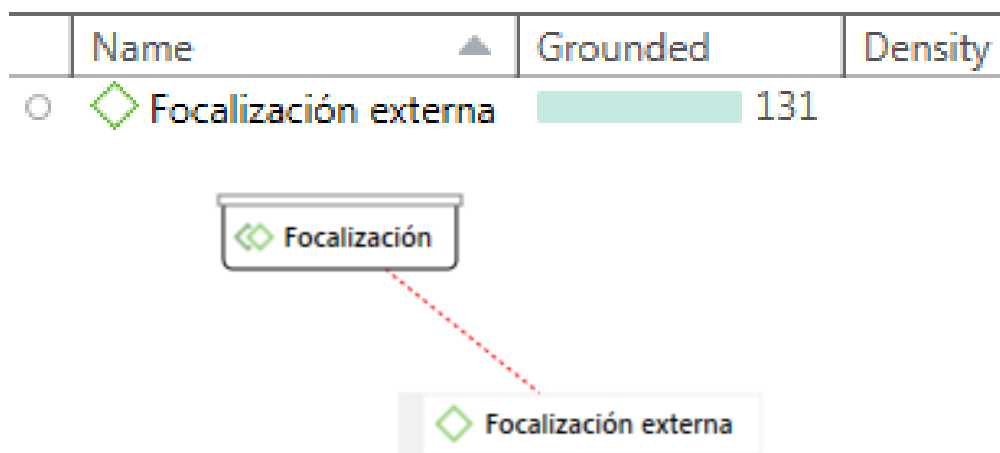 Name Grounded Density
Focalización externa 131
Focalización
Focalización externa